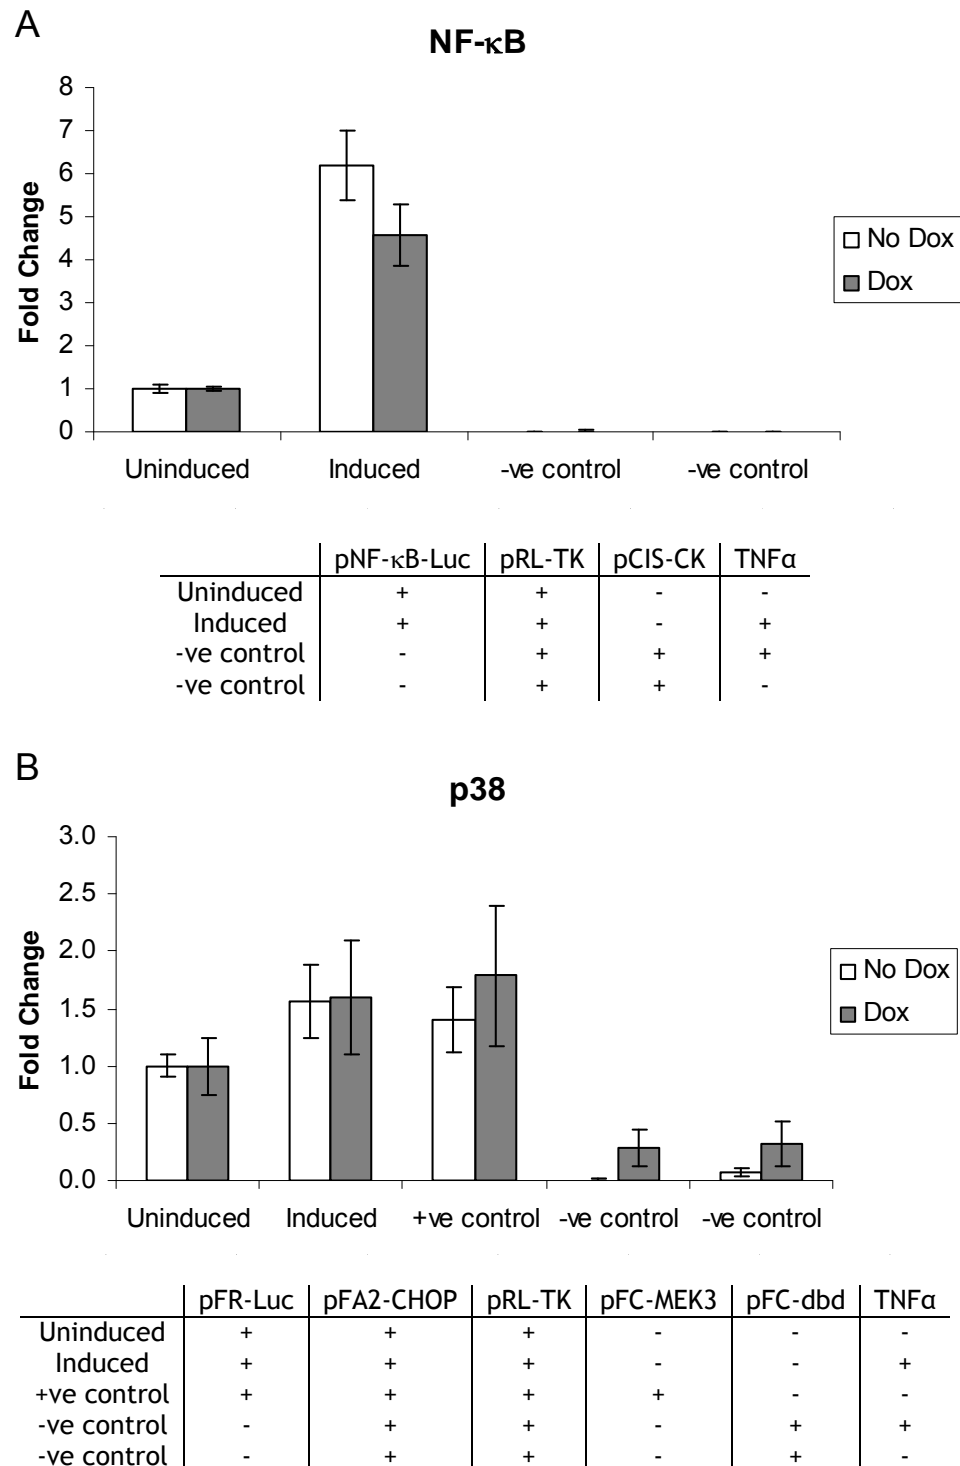 A
NF-κB
8
7
6
5
4
3
2
1
0
Fold Change
Uninduced Induced -ve control -ve control
No Dox
Dox
pNF-κB-Luc pRL-TK pCIS-CK TNFα
Uninduced + + - -
Induced + + - +
-ve control - + + +
-ve control - + + -
B
p38
3.0
2.5
2.0
1.5
1.0
0.5
0.0
Fold Change
Uninduced Induced +ve control -ve control -ve control
No Dox
Dox
pFR-Luc pFA2-CHOP pRL-TK pFC-MEK3 pFC-dbd TNFα
Uninduced + + + - - -
Induced + + + - - +
+ve control + + + + - -
-ve control - + + - + +
-ve control - + + - + -